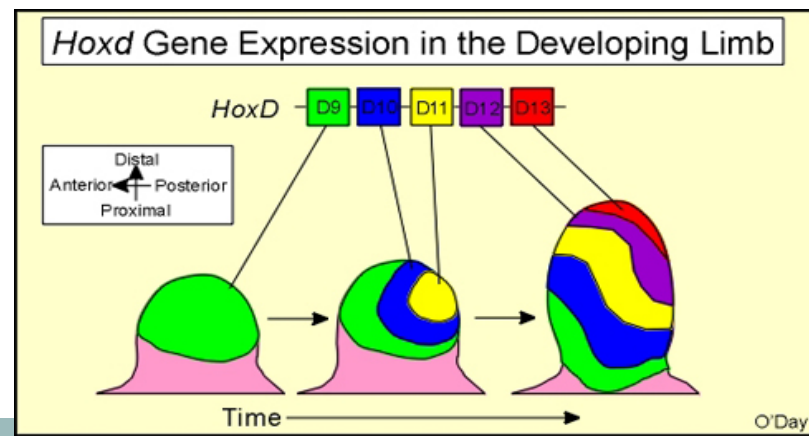 Hoxd Gene Expression in the Developing Limb
HoxD D9 D10 D11 D12 D13
Distal
Anterior Posterior
Proximal
Time
O'Day